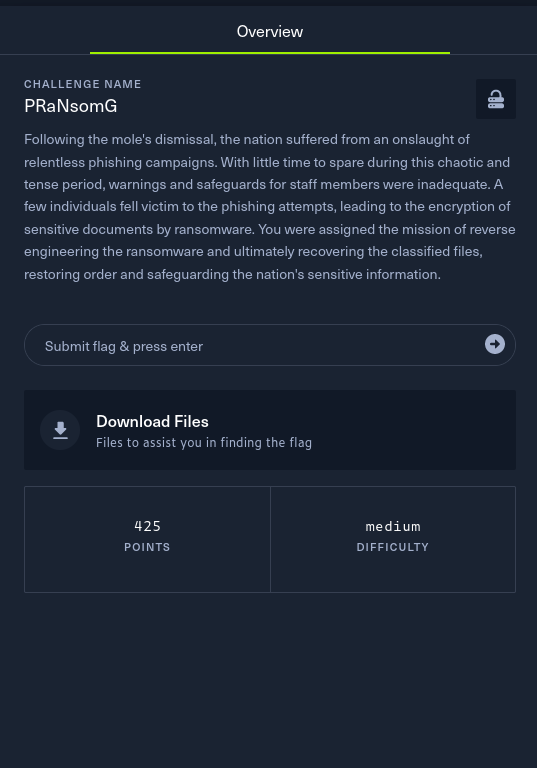 Overview
CHALLENGE NAME
PRaNsomG
Following the mole's dismissal, the nation suffered from an onslaught of
relentless phishing campaigns. With little time to spare during this chaotic and
tense period, warnings and safeguards for staff members were inadequate. A
few individuals fell victim to the phishing attempts, leading to the encryption of
sensitive documents by ransomware. You were assigned the mission of reverse
engineering the ransomware and ultimately recovering the classified files,
restoring order and safeguarding the nation's sensitive information.
Submit flag & press enter
Download Files
Files to assist you in finding the flag
425
POINTS
medium
DIFFICULTY